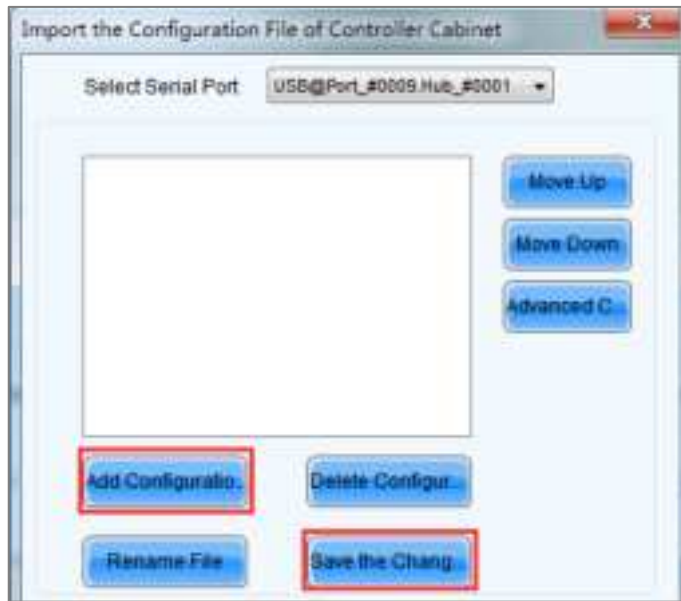 Import the Configuration File of Controller Cabinet
Select Serial Port USB@Port_#0009.Hub_#0001
Move Up
Move Down
Advanced C...
Add Configuratio... Delete Configur...
Rename File Save the Chang...